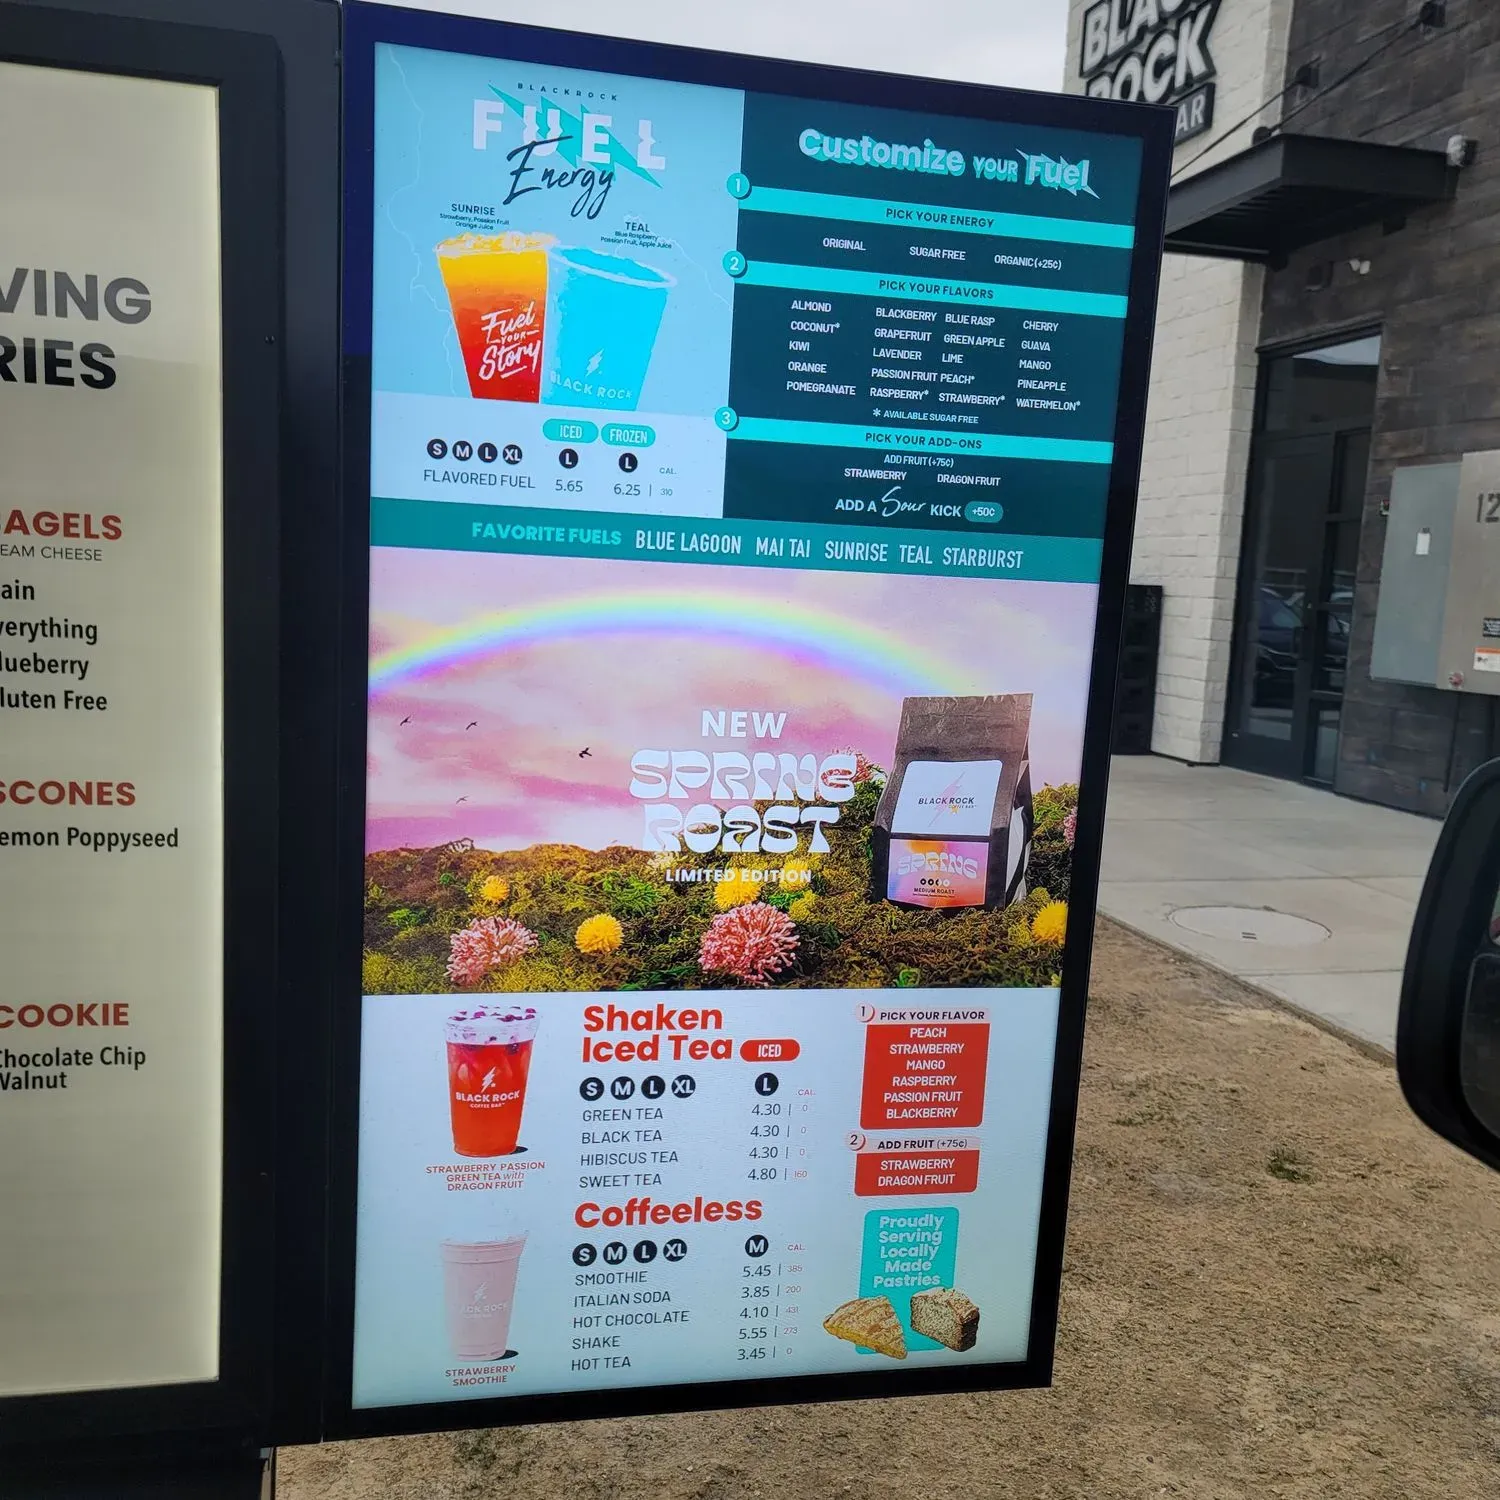 BLACK
ROCK
AR
VING
RIES
AGELS
EAM CHEESE
ain
verything
lueberry
luten Free
SCONES
emon Poppyseed
COOKIE
Chocolate Chip
Walnut
BLACKROCK
FUEL
Energy
SUNRISE
Strawberry, Passion Fruit
Orange Juice
TEAL
Blue Raspberry
Passion Fruit, Apple Juice
Fuel
YOUR
Story
BLACK ROCK
ICED FROZEN
S M L XL L L CAL.
FLAVORED FUEL 5.65 6.25 | 310
Customize YOUR Fuel
1
PICK YOUR ENERGY
ORIGINAL SUGAR FREE ORGANIC (+25¢)
2
PICK YOUR FLAVORS
ALMOND BLACKBERRY BLUE RASP CHERRY
COCONUT* GRAPEFRUIT GREEN APPLE GUAVA
KIWI LAVENDER LIME MANGO
ORANGE PASSION FRUIT PEACH* PINEAPPLE
POMEGRANATE RASPBERRY* STRAWBERRY* WATERMELON*
* AVAILABLE SUGAR FREE
3
PICK YOUR ADD-ONS
ADD FRUIT (+75¢)
STRAWBERRY DRAGON FRUIT
ADD A Sour KICK +50¢
FAVORITE FUELS BLUE LAGOON MAI TAI SUNRISE TEAL STARBURST
NEW
SPRING
ROAST
LIMITED EDITION
BLACK ROCK
COFFEE BAR
SPRING
MEDIUM ROAST
Shaken
Iced Tea ICED
S M L XL L CAL.
GREEN TEA 4.30 | 0
BLACK TEA 4.30 | 0
HIBISCUS TEA 4.30 | 0
SWEET TEA 4.80 | 160
BLACK ROCK
COFFEE BAR
STRAWBERRY PASSION
GREEN TEA with
DRAGON FRUIT
1 PICK YOUR FLAVOR
PEACH
STRAWBERRY
MANGO
RASPBERRY
PASSION FRUIT
BLACKBERRY
2 ADD FRUIT (+75¢)
STRAWBERRY
DRAGON FRUIT
Coffeeless
S M L XL M CAL.
SMOOTHIE 5.45 | 385
ITALIAN SODA 3.85 | 200
HOT CHOCOLATE 4.10 | 431
SHAKE 5.55 | 273
HOT TEA 3.45 | 0
STRAWBERRY
SMOOTHIE
Proudly
Serving
Locally
Made
Pastries
12